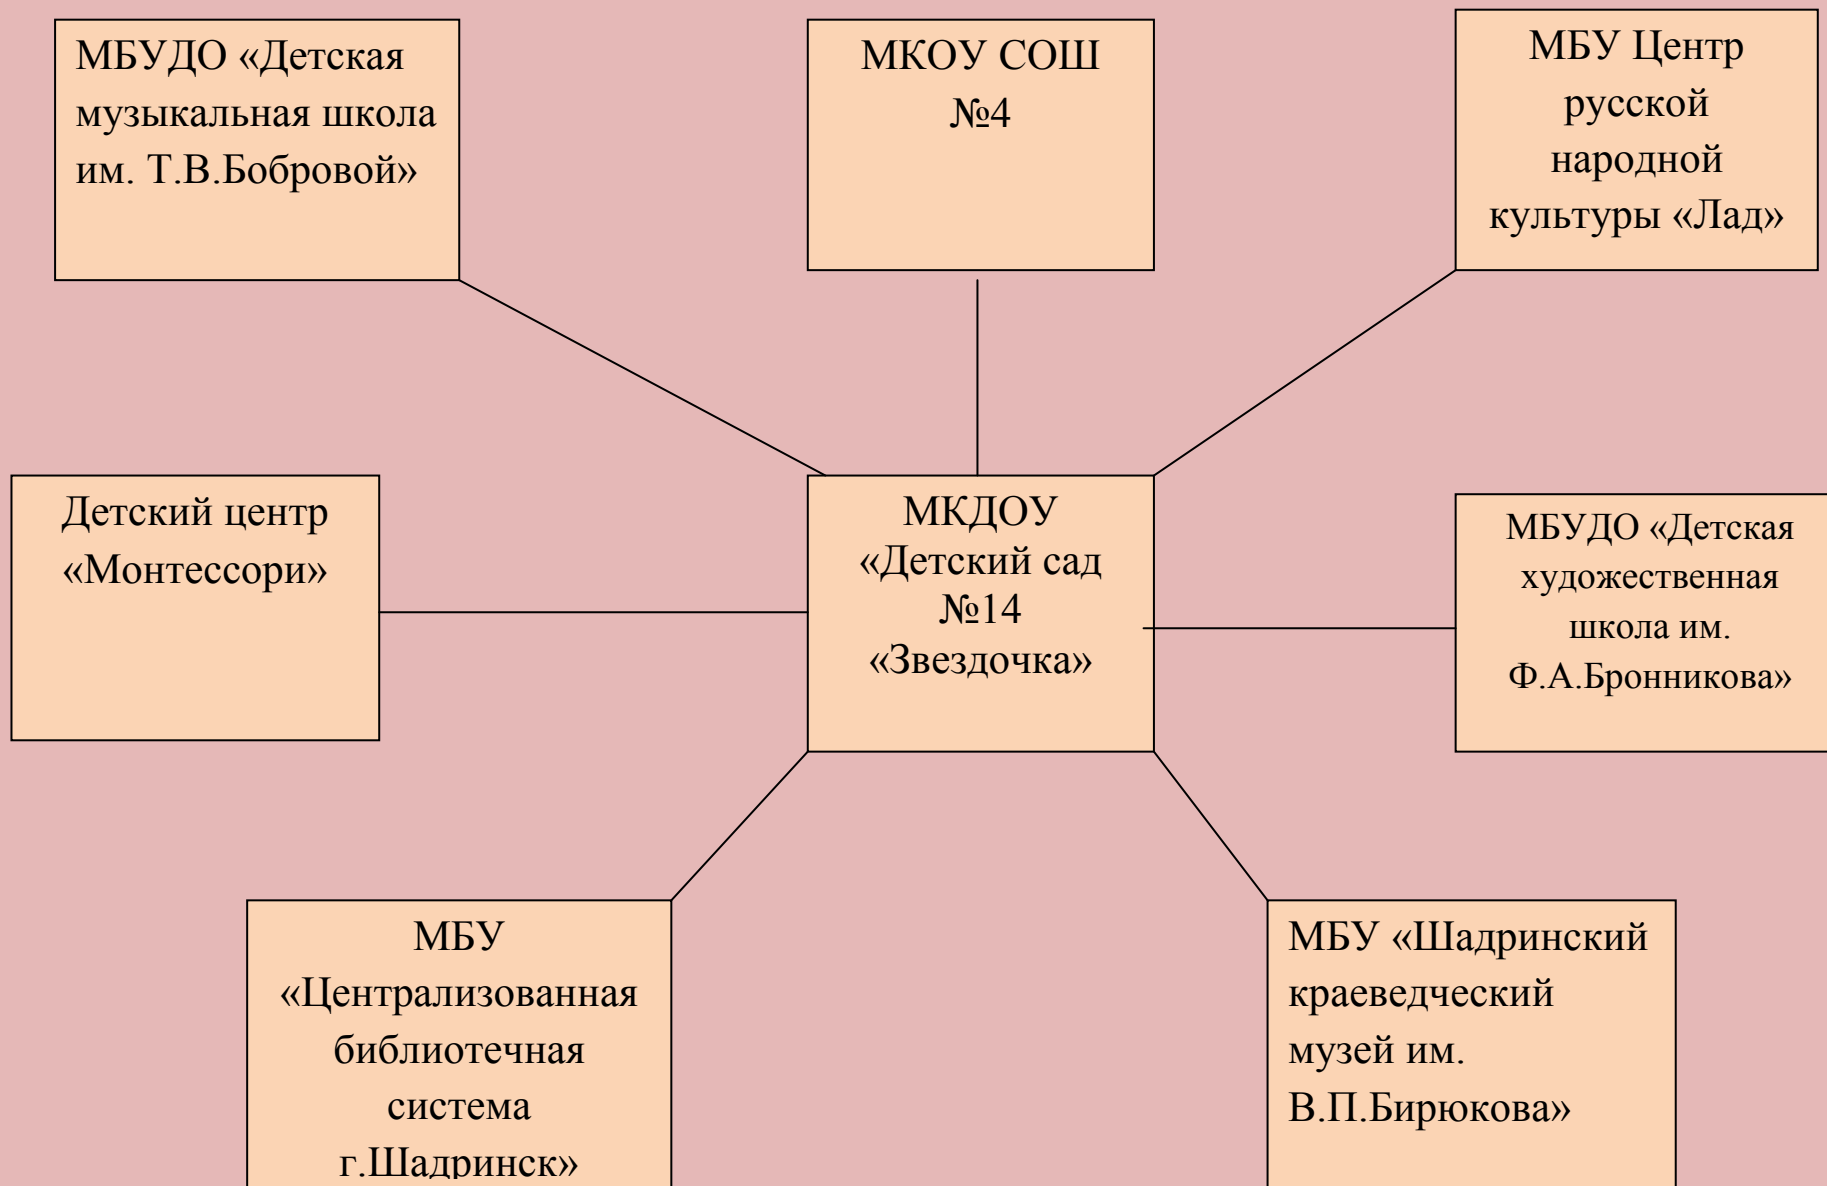 МБУДО «Детская
музыкальная школа
им. Т.В.Бобровой»
МКОУ СОШ
№4
МБУ Центр
русской
народной
культуры «Лад»
Детский центр
«Монтессори»
МКДОУ
«Детский сад
№14
«Звездочка»
МБУДО «Детская
художественная
школа им.
Ф.А.Бронникова»
МБУ
«Централизованная
библиотечная
система
г.Шадринск»
МБУ «Шадринский
краеведческий
музей им.
В.П.Бирюкова»